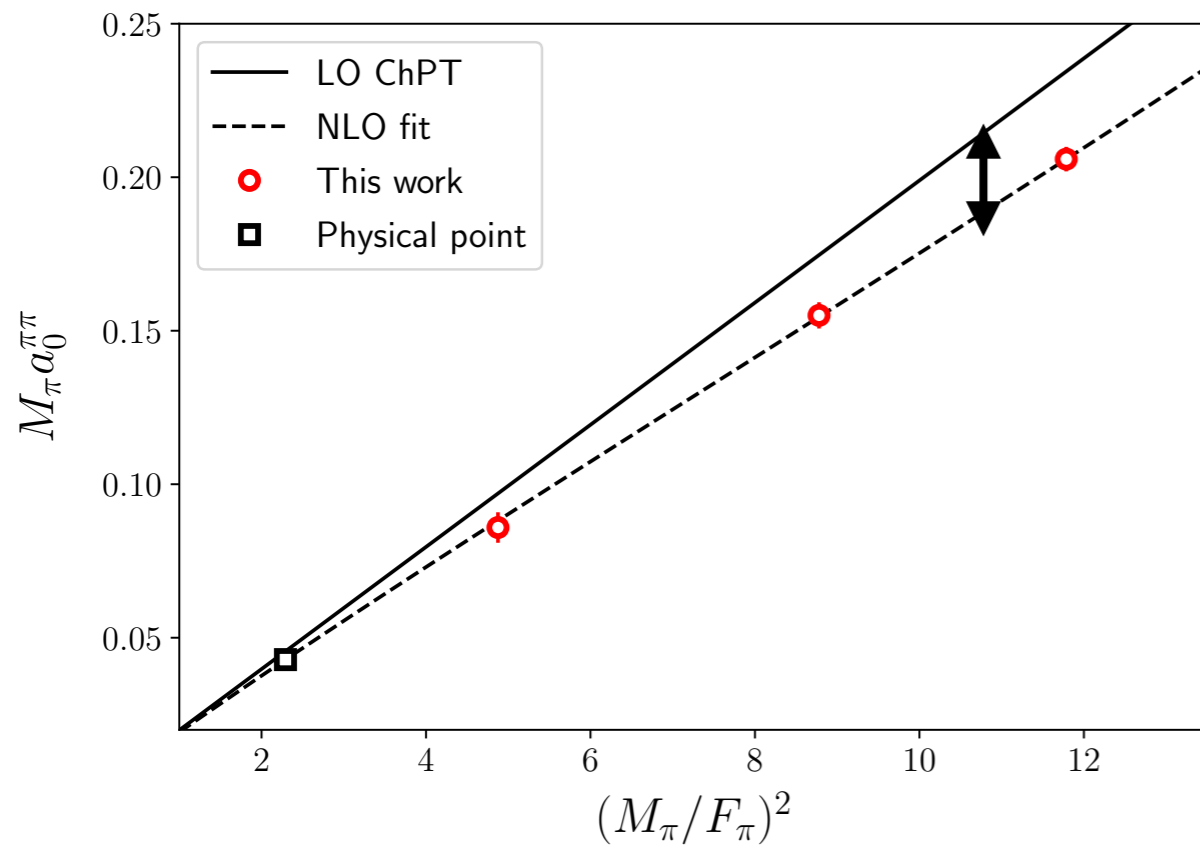 0.25
0.20
0.15
0.10
0.05
M_π a_0^{ππ}
LO ChPT
NLO fit
This work
Physical point
2 4 6 8 10 12
(M_π/F_π)^2